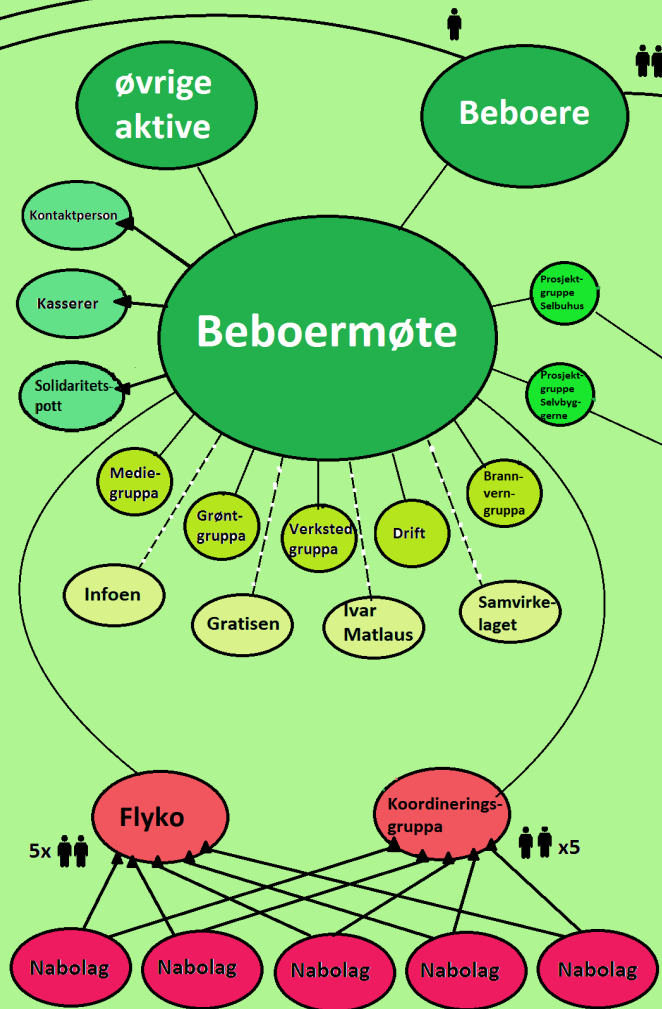 øvrige
aktive
Beboere
Kontaktperson
Kasserer
Solidaritets-
pott
Beboermøte
Prosjekt-
gruppe
Selbuhus
Prosjekt-
gruppe
Selvbyg-
gerne
Medie-
gruppa
Grønt-
gruppa
Verksted
gruppa
Drift
Brann-
vern-
gruppa
Infoen
Gratisen
Ivar
Matlaus
Samvirke-
laget
Flyko
Koordinerings-
gruppa
5x
x5
Nabolag
Nabolag
Nabolag
Nabolag
Nabolag